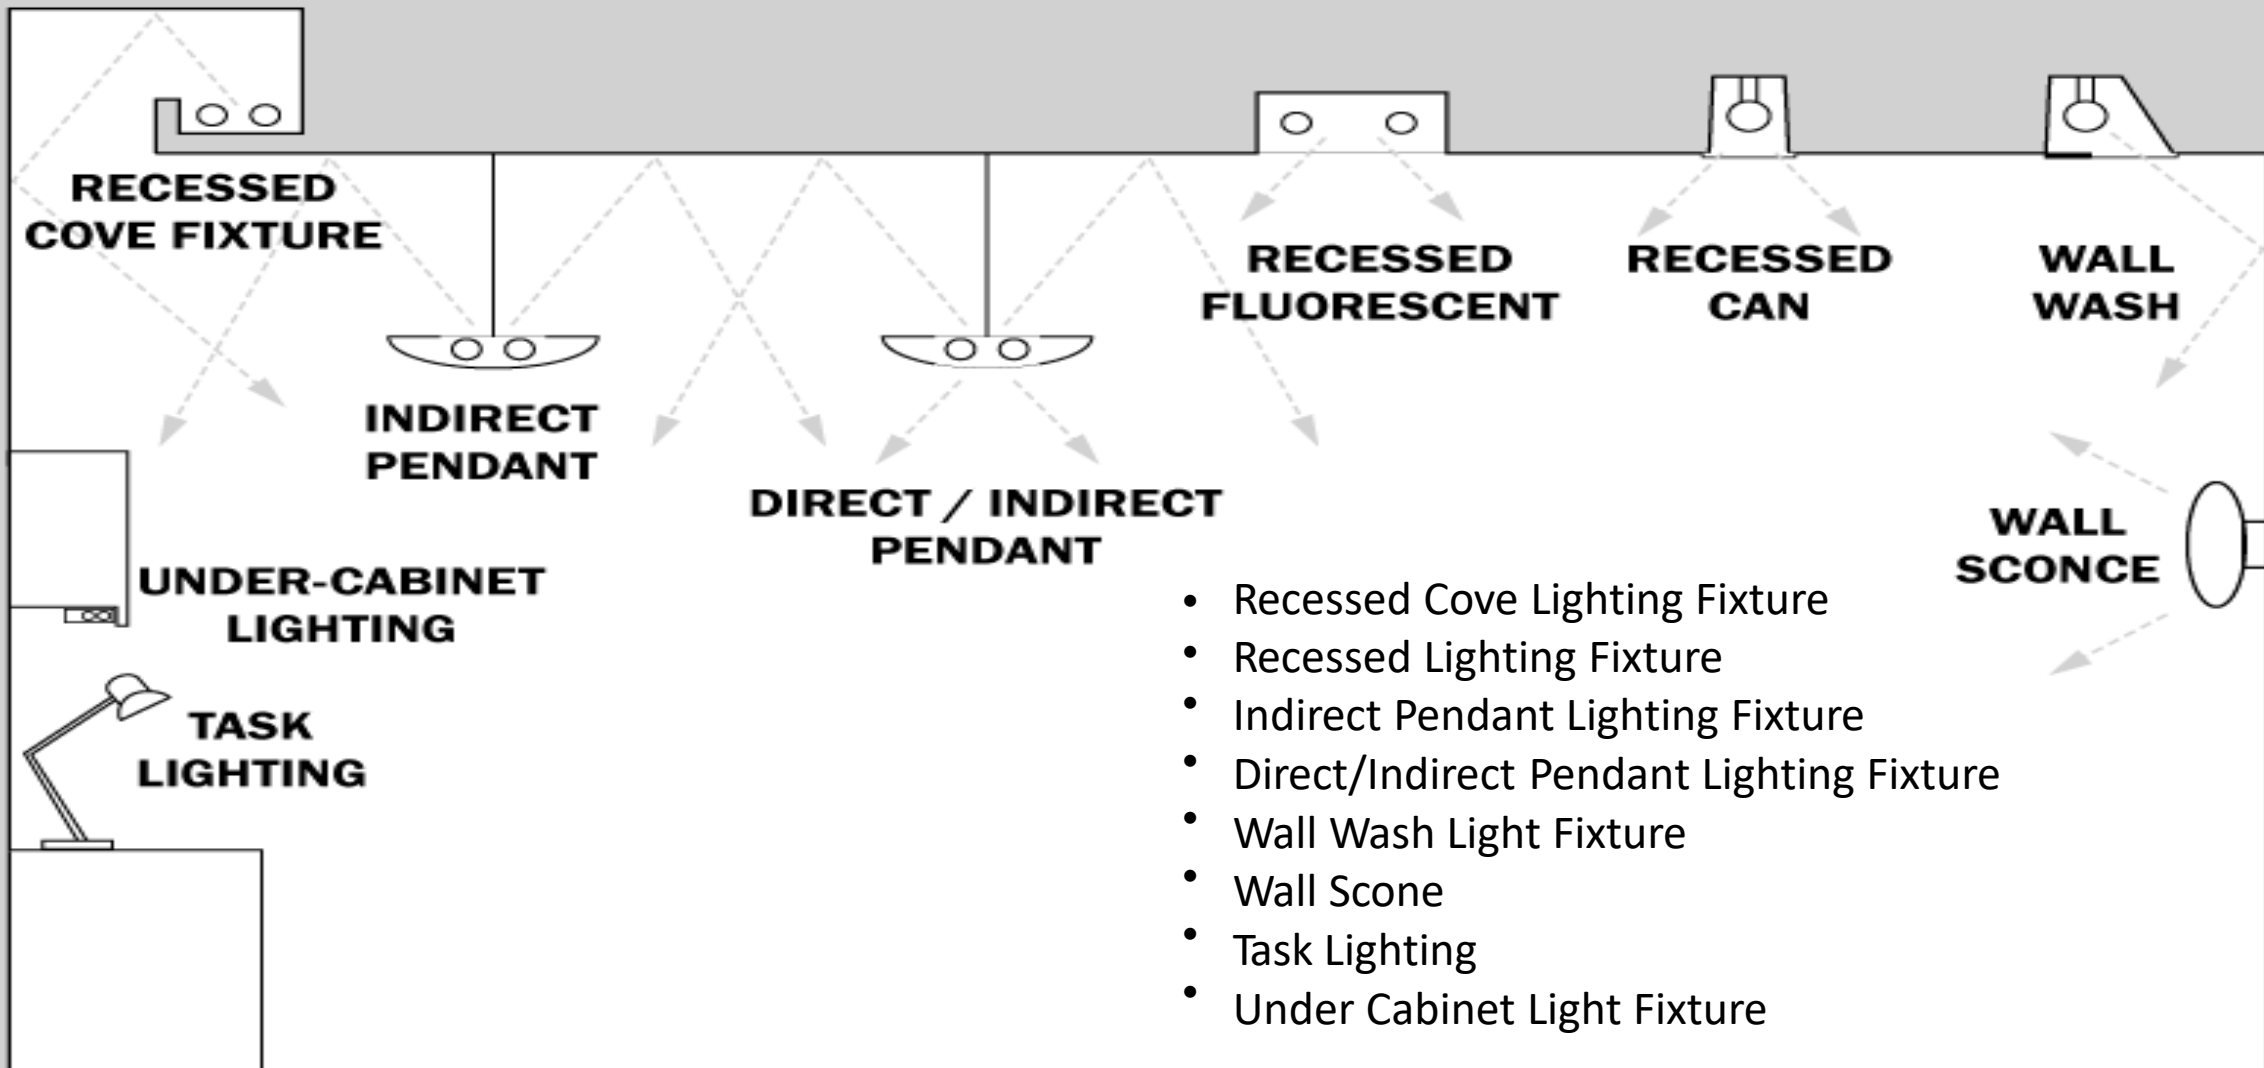 RECESSED
COVE FIXTURE
INDIRECT
PENDANT
DIRECT / INDIRECT
PENDANT
RECESSED
FLUORESCENT
RECESSED
CAN
WALL
WASH
WALL
SCONCE
UNDER-CABINET
LIGHTING
TASK
LIGHTING
• Recessed Cove Lighting Fixture
• Recessed Lighting Fixture
• Indirect Pendant Lighting Fixture
• Direct/Indirect Pendant Lighting Fixture
• Wall Wash Light Fixture
• Wall Scone
• Task Lighting
• Under Cabinet Light Fixture